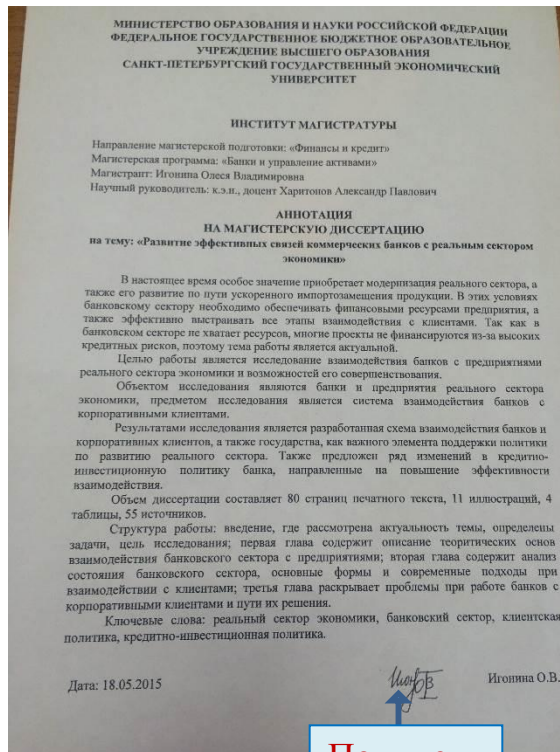 МИНИСТЕРСТВО ОБРАЗОВАНИЯ И НАУКИ РОССИЙСКОЙ ФЕДЕРАЦИИ
ФЕДЕРАЛЬНОЕ ГОСУДАРСТВЕННОЕ БЮДЖЕТНОЕ ОБРАЗОВАТЕЛЬНОЕ
УЧРЕЖДЕНИЕ ВЫСШЕГО ОБРАЗОВАНИЯ
САНКТ-ПЕТЕРБУРГСКИЙ ГОСУДАРСТВЕННЫЙ ЭКОНОМИЧЕСКИЙ
УНИВЕРСИТЕТ
ИНСТИТУТ МАГИСТРАТУРЫ
Направление магистерской подготовки: «Финансы и кредит»
Магистерская программа: «Банки и управление активами»
Магистрант: Игонина Олеся Владимировна
Научный руководитель: к.э.н., доцент Харитонов Александр Павлович
АННОТАЦИЯ
НА МАГИСТЕРСКУЮ ДИССЕРТАЦИЮ
на тему: «Развитие эффективных связей коммерческих банков с реальным сектором
экономики»
В настоящее время особое значение приобретает модернизация реального сектора, а
также его развитие по пути ускоренного импортозамещения продукции. В этих условиях
банковскому сектору необходимо обеспечивать финансовыми ресурсами предприятия, а
также эффективно выстраивать все этапы взаимодействия с клиентами. Так как в
банковском секторе не хватает ресурсов, многие проекты не финансируются из-за высоких
кредитных рисков, поэтому тема работы является актуальной.
Целью работы является исследование взаимодействия банков с предприятиями
реального сектора экономики и возможностей его совершенствования.
Объектом исследования являются банки и предприятия реального сектора
экономики, предметом исследования является система взаимодействия банков с
корпоративными клиентами.
Результатами исследования является разработанная схема взаимодействия банков и
корпоративных клиентов, а также государства, как важного элемента поддержки политики
по развитию реального сектора. Также предложен ряд изменений в кредитно-
инвестиционную политику банка, направленные на повышение эффективности
взаимодействия.
Объем диссертации составляет 80 страниц печатного текста, 11 иллюстраций, 4
таблицы, 55 источников.
Структура работы: введение, где рассмотрена актуальность темы, определены
задачи, цель исследования; первая глава содержит описание теоритических основ
взаимодействия банковского сектора с предприятиями; вторая глава содержит анализ
состояния банковского сектора, основные формы и современные подходы при
взаимодействии с клиентами; третья глава раскрывает проблемы при работе банков с
корпоративными клиентами и пути их решения.
Ключевые слова: реальный сектор экономики, банковский сектор, клиентская
политика, кредитно-инвестиционная политика.
Дата: 18.05.2015 Игонина О.В.